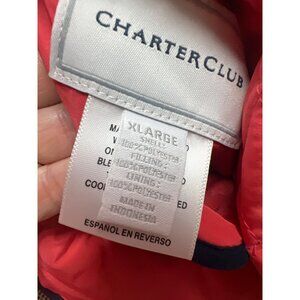 CHARTER CLUB
XLARGE
SHELL:
100%POLYESTER
FILLING:
100%POLYESTER
LINING:
100%POLYESTER
MADE IN
INDONESIA
ESPANOL EN REVERSO